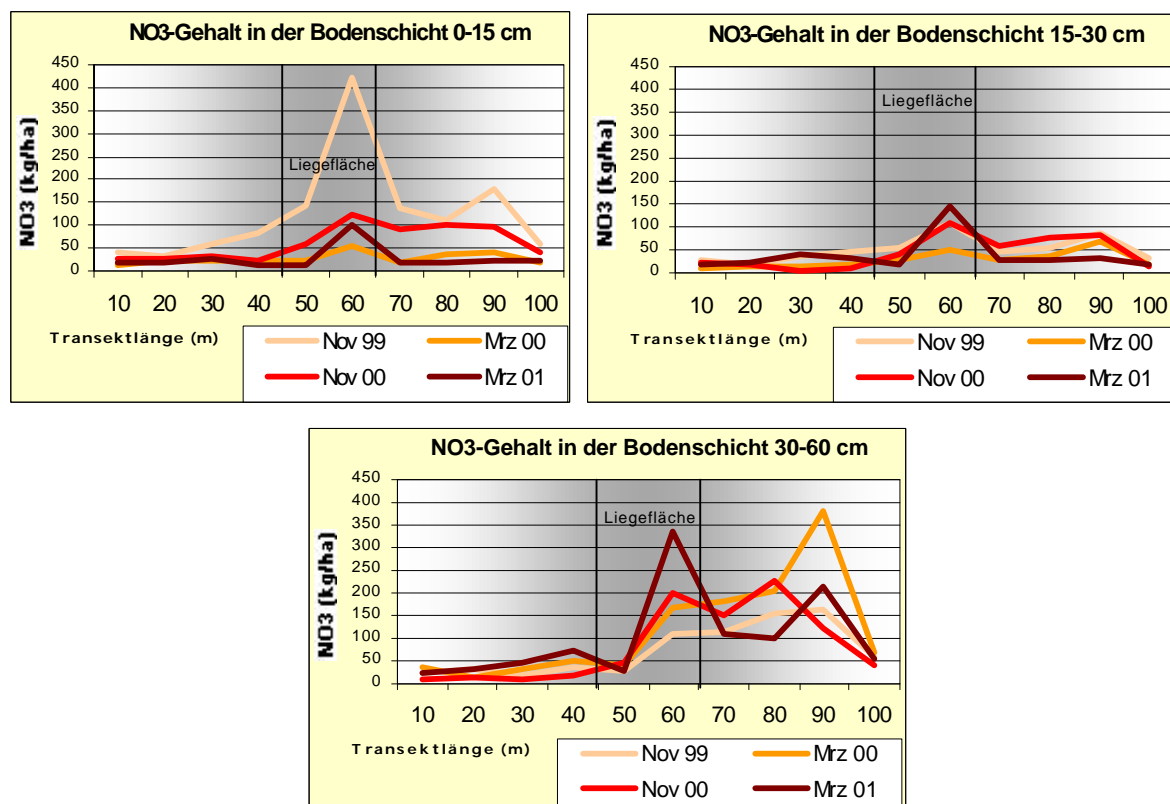 NO3-Gehalt in der Bodenschicht 0-15 cm
450
400
350
300
250
200
150
100
50
0
NO3 (kg/ha)
Liegefläche
10 20 30 40 50 60 70 80 90 100
Transektlänge (m)
Nov 99 Mrz 00
Nov 00 Mrz 01
NO3-Gehalt in der Bodenschicht 15-30 cm
450
400
350
300
250
200
150
100
50
0
NO3 (kg/ha)
Liegefläche
10 20 30 40 50 60 70 80 90 100
Transektlänge (m)
Nov 99 Mrz 00
Nov 00 Mrz 01
NO3-Gehalt in der Bodenschicht 30-60 cm
450
400
350
300
250
200
150
100
50
0
NO3 (kg/ha)
Liegefläche
10 20 30 40 50 60 70 80 90 100
Transektlänge (m)
Nov 99 Mrz 00
Nov 00 Mrz 01